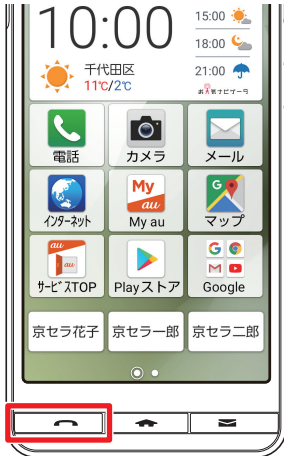 10:00
15:00
18:00
千代田区
11℃/2℃
21:00
お天気ナビゲータ
電話
カメラ
メール
My
au
インターネット
My au
マップ
au
au
サービスTOP
Playストア
G
M
Google
京セラ花子
京セラ一郎
京セラ二郎